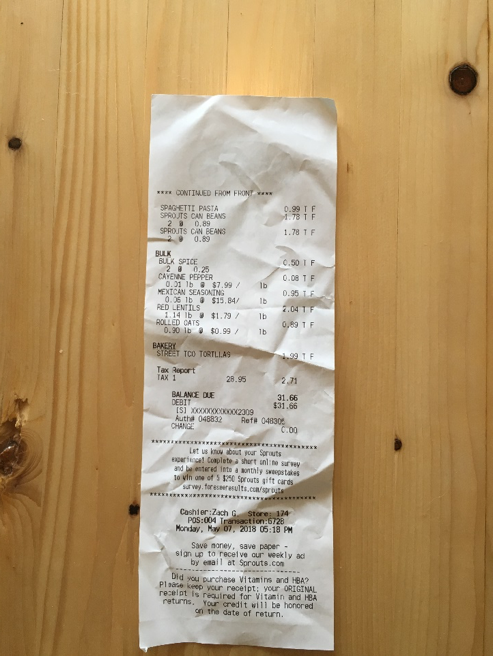 **** CONTINUED FROM FRONT ****
SPAGHETTI PASTA 0.99 T F
SPROUTS CAN BEANS 1.78 T F
2 @ 0.89
SPROUTS CAN BEANS 1.78 T F
2 @ 0.89
BULK
BULK SPICE 0.50 T F
2 @ 0.25
CAYENNE PEPPER 0.08 T F
0.01 lb @ $7.99 / lb
MEXICAN SEASONING 0.95 T F
0.06 lb @ $15.84/ lb
RED LENTILS 2.04 T F
1.14 lb @ $1.79 / lb
ROLLED OATS 0.89 T F
0.90 lb @ $0.99 / lb
BAKERY
STREET TCO TORTLLAS 1.99 T F
Tax Report
TAX 1 28.95 2.71
BALANCE DUE 31.66
DEBIT $31.66
[S] XXXXXXXXXXXX2309
Auth# 048832 Ref#
CHANGE 0.00
****************************************
Let us know about your Sprouts
experience! Complete a short online survey
and be entered into a monthly sweepstakes
to win one of 5 $250 Sprouts gift cards
survey.foreseeresults.com/sprouts
****************************************
Cashier:Zach G. Store: 174
POS:004 Transaction:6728
Monday, May 07, 2018 05:18 PM
Save money, save paper -
sign up to receive our weekly ad
by email at Sprouts.com
----------------------------------------
Did you purchase Vitamins and HBA?
Please keep your receipt; your ORIGINAL
receipt is required for Vitamin and HBA
returns. Your credit will be honored
on the date of return.